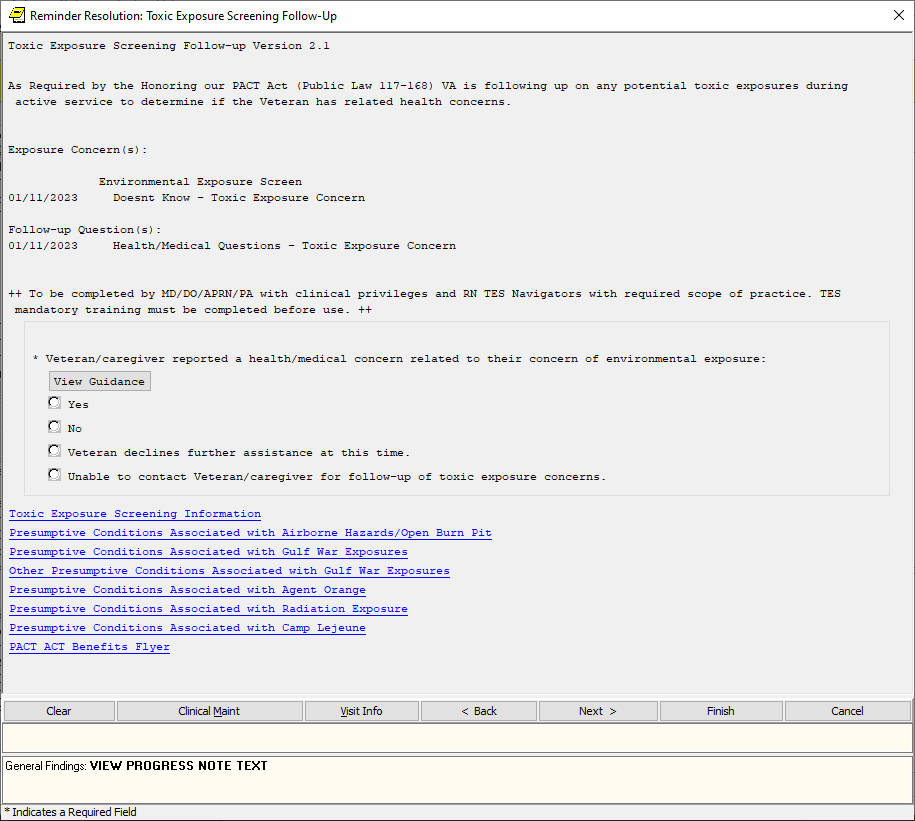 Reminder Resolution: Toxic Exposure Screening Follow-Up
Toxic Exposure Screening Follow-up Version 2.1
As Required by the Honoring our PACT Act (Public Law 117-168) VA is following up on any potential toxic exposures during
active service to determine if the Veteran has related health concerns.
Exposure Concern(s):
Environmental Exposure Screen
01/11/2023 Doesnt Know - Toxic Exposure Concern
Follow-up Question(s):
01/11/2023 Health/Medical Questions - Toxic Exposure Concern
++ To be completed by MD/DO/APRN/PA with clinical privileges and RN TES Navigators with required scope of practice. TES
mandatory training must be completed before use. ++
* Veteran/caregiver reported a health/medical concern related to their concern of environmental exposure:
View Guidance
Yes
No
Veteran declines further assistance at this time.
Unable to contact Veteran/caregiver for follow-up of toxic exposure concerns.
Toxic Exposure Screening Information
Presumptive Conditions Associated with Airborne Hazards/Open Burn Pit
Presumptive Conditions Associated with Gulf War Exposures
Other Presumptive Conditions Associated with Gulf War Exposures
Presumptive Conditions Associated with Agent Orange
Presumptive Conditions Associated with Radiation Exposure
Presumptive Conditions Associated with Camp Lejeune
PACT ACT Benefits Flyer
Clear Clinical Maint Visit Info < Back Next > Finish Cancel
General Findings: VIEW PROGRESS NOTE TEXT
* Indicates a Required Field